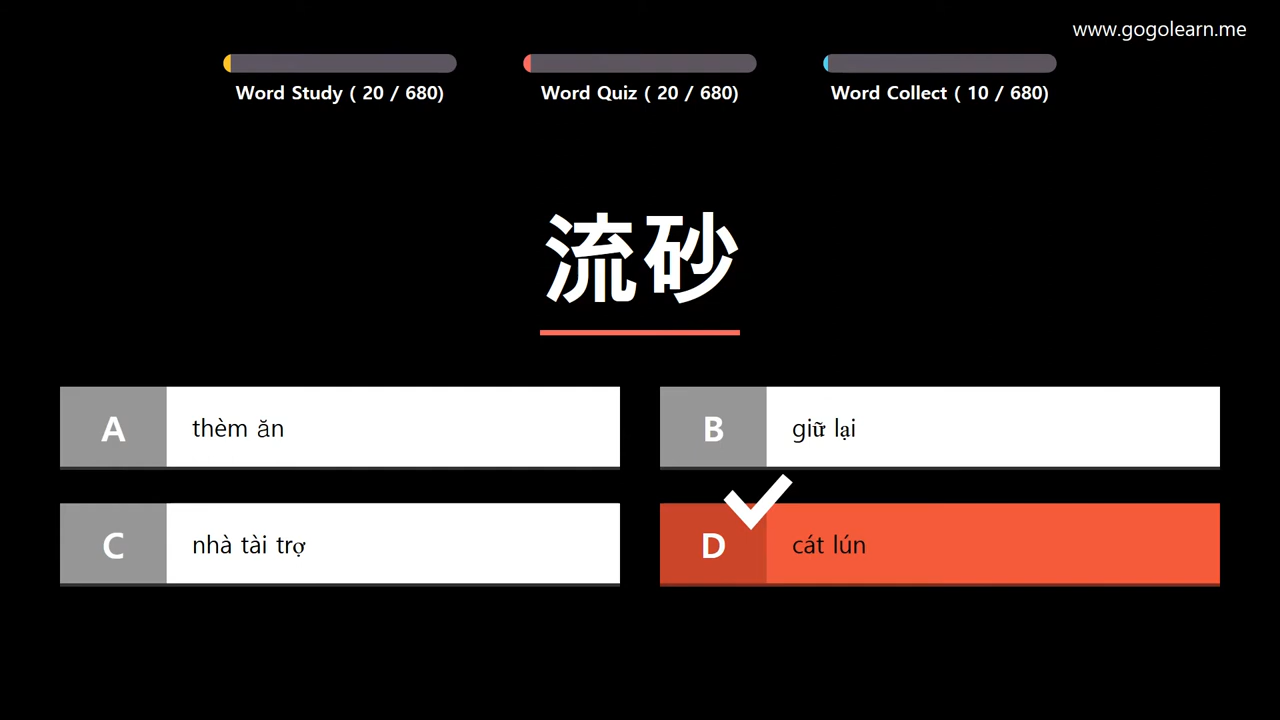 www.gogolearn.me
Word Study ( 20 / 680)
Word Quiz ( 20 / 680)
Word Collect ( 10 / 680)
流砂
A
thèm ăn
B
giữ lại
C
nhà tài trợ
D
cát lún